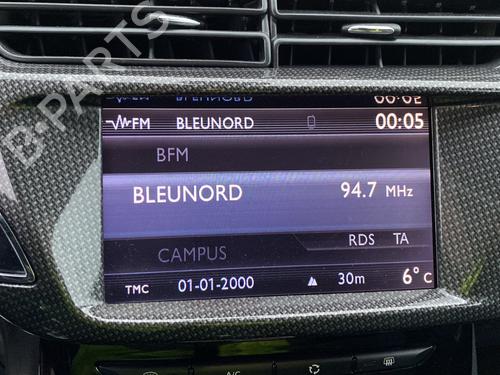 FM BLEUNORD 00:05
BFM
BLEUNORD 94.7 MHz
RDS TA
CAMPUS
TMC 01-01-2000 30m 6°C
A/C
B-PARTS